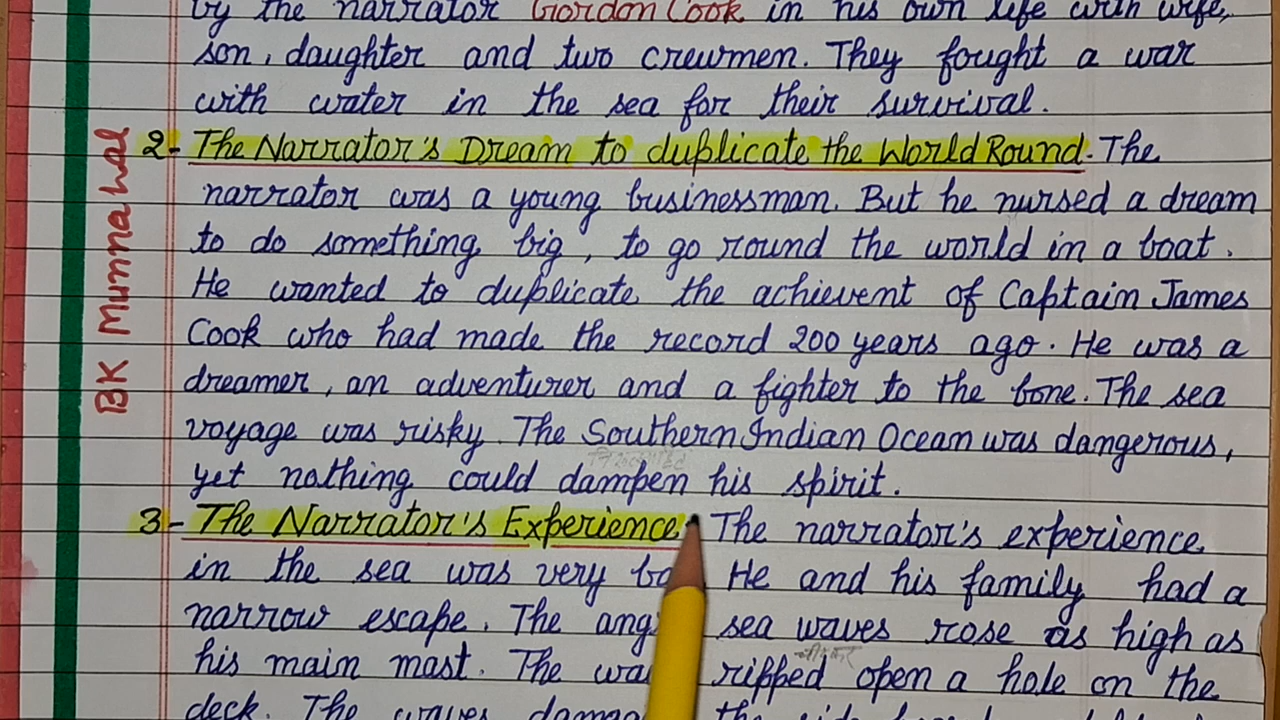 by the narrator Gordon Cook in his own life with wife,
son, daughter and two crewmen. They fought a war
with water in the sea for their survival.
2- The Narrator's Dream to duplicate the World Round. The
narrator was a young businessman. But he nursed a dream
to do something big, to go round the world in a boat.
He wanted to duplicate the achievent of Captain James
Cook who had made the record 200 years ago. He was a
dreamer, an adventurer and a fighter to the bone. The sea
voyage was risky. The Southern Indian Ocean was dangerous,
yet nothing could dampen his spirit.
3- The Narrator's Experience. The narrator's experience
in the sea was very He and his family had a
narrow escape. The sea waves rose as high as
his main mast. The ripped open a hole on the
deck. The waves the side
BK Munnahal